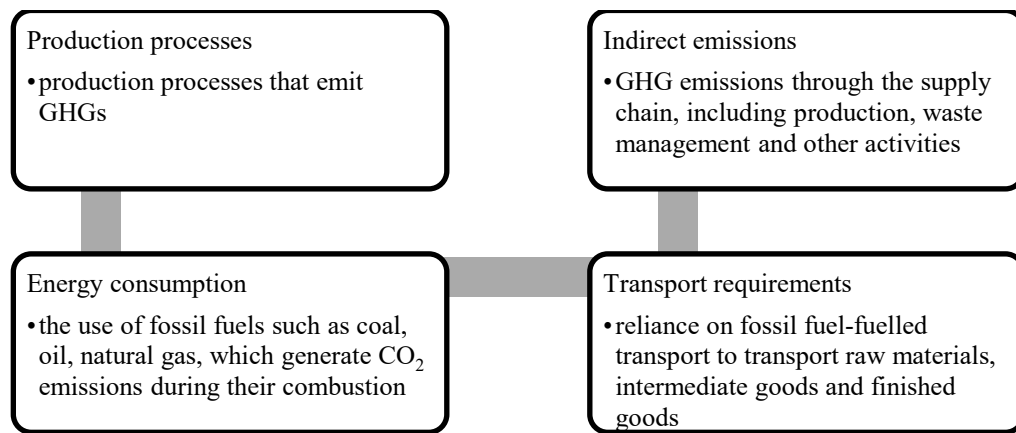 Production processes
•production processes that emit
GHGs
Indirect emissions
•GHG emissions through the supply
chain, including production, waste
management and other activities
Energy consumption
•the use of fossil fuels such as coal,
oil, natural gas, which generate CO₂
emissions during their combustion
Transport requirements
•reliance on fossil fuel-fuelled
transport to transport raw materials,
intermediate goods and finished
goods